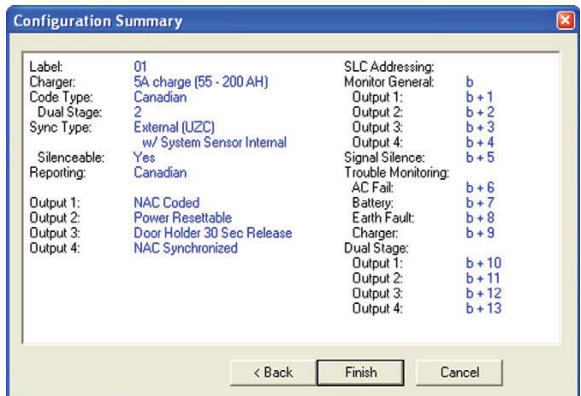 Configuration Summary
Label: 01
Charger: 5A charge (55 - 200 AH)
Code Type: Canadian
Dual Stage: 2
Sync Type: External (UZC)
w/ System Sensor Internal
Silenceable: Yes
Reporting: Canadian
Output 1: NAC Coded
Output 2: Power Resettable
Output 3: Door Holder 30 Sec Release
Output 4: NAC Synchronized
SLC Addressing:
Monitor General: b
Output 1: b + 1
Output 2: b + 2
Output 3: b + 3
Output 4: b + 4
Signal Silence: b + 5
Trouble Monitoring:
AC Fail: b + 6
Battery: b + 7
Earth Fault: b + 8
Charger: b + 9
Dual Stage:
Output 1: b + 10
Output 2: b + 11
Output 3: b + 12
Output 4: b + 13
< Back Finish Cancel